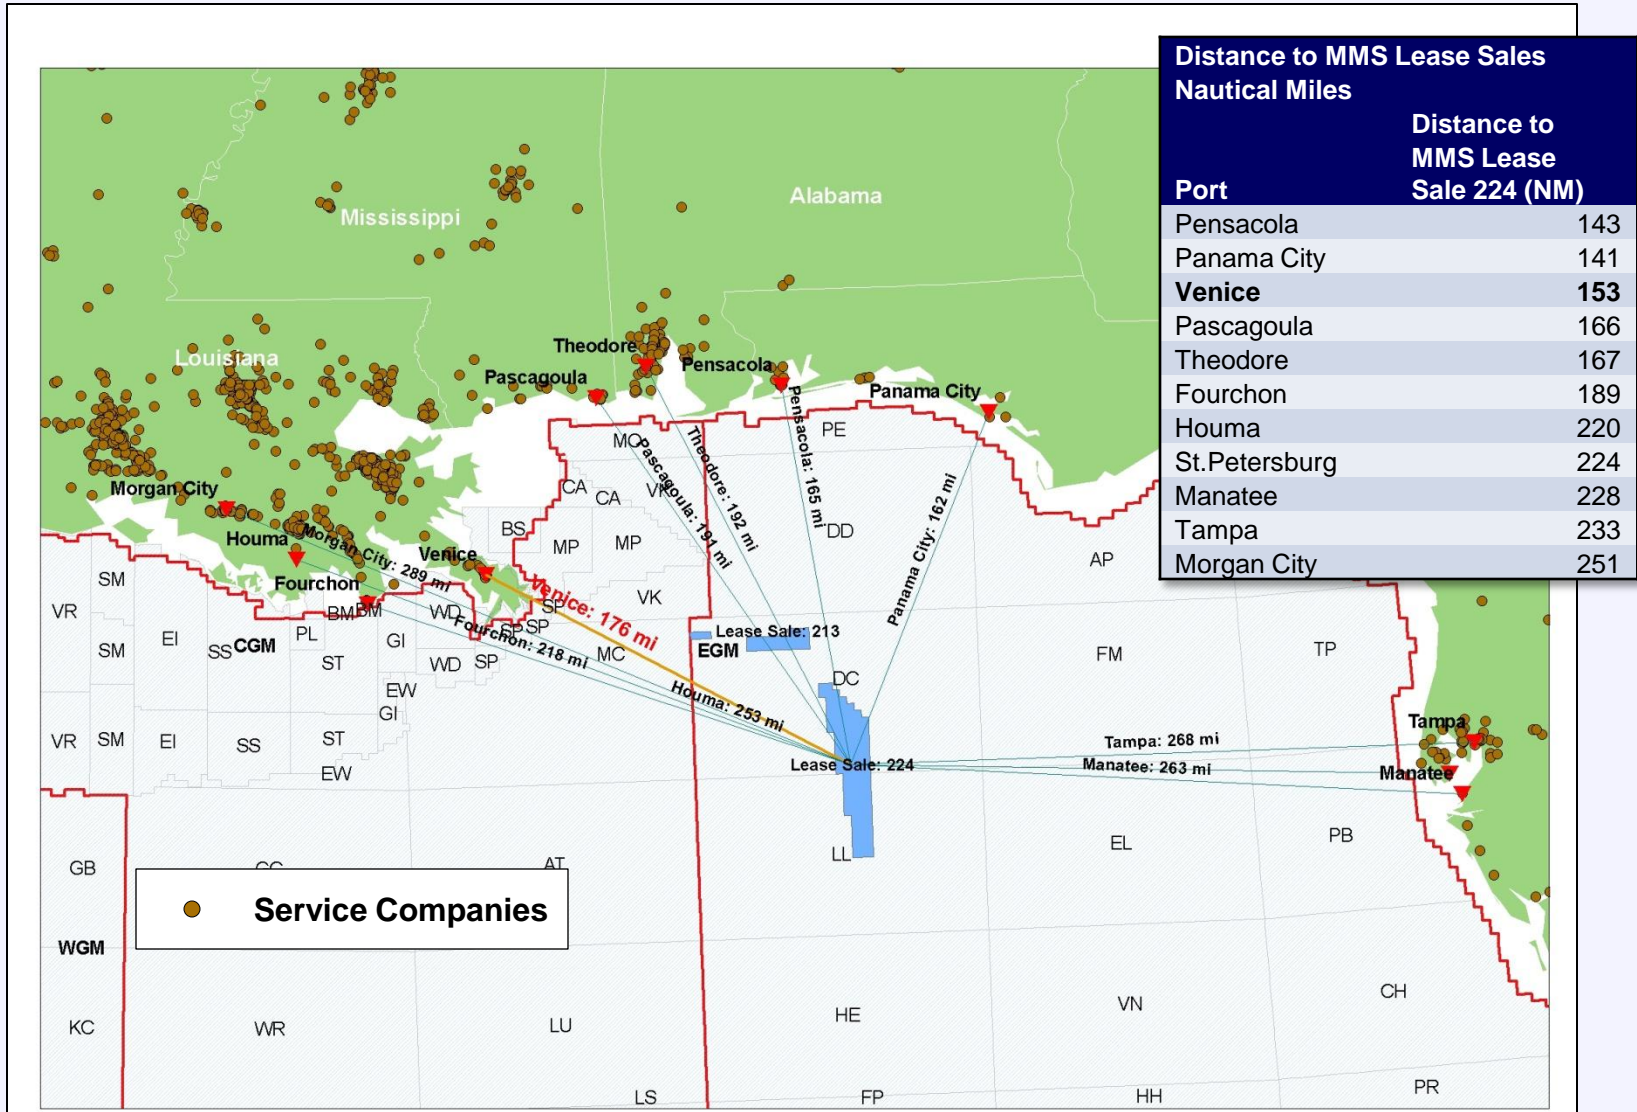 Distance to MMS Lease Sales
Nautical Miles
Distance to
MMS Lease
Port Sale 224 (NM)
Pensacola 143
Panama City 141
Venice 153
Pascagoula 166
Theodore 167
Fourchon 189
Houma 220
St.Petersburg 224
Manatee 228
Tampa 233
Morgan City 251
Alabama
Mississippi
Louisiana
Theodore
Pensacola
Pascagoula
Panama City
Morgan City
Houma
Venice
Fourchon
Tampa
Manatee
Pensacola: 165 mi
Theodore: 192 mi
Pascagoula: 191 mi
Panama City: 162 mi
Morgan City: 289 mi
Venice: 176 mi
Fourchon: 218 mi
Houma: 253 mi
Tampa: 268 mi
Manatee: 263 mi
Lease Sale: 213
Lease Sale: 224
EGM
CGM
WGM
MO
PE
CA
CA
VK
BS
MP
MP
DD
AP
VK
SM
VR
EI
SM
SS
PL
BM
BM
WD
GI
ST
WD
SP
SP
SP
SP
MC
EW
GI
DC
FM
TP
VR
SM
EI
SS
ST
EW
GB
AT
LL
EL
PB
KC
WR
LU
HE
VN
CH
LS
FP
HH
PR
Service Companies